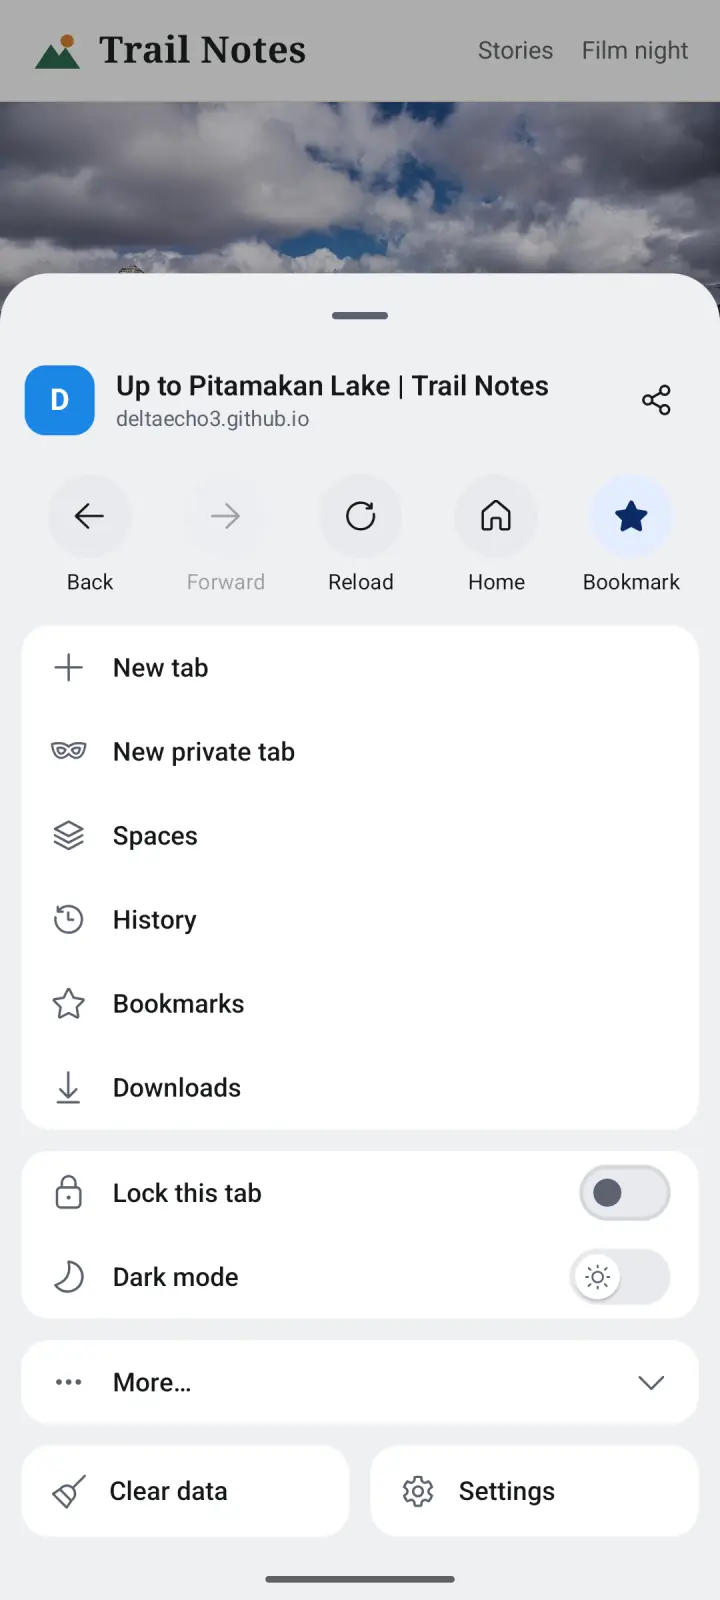 Trail Notes
Stories
Film night
D
Up to Pitamakan Lake | Trail Notes
deltaecho3.github.io
Back
Forward
Reload
Home
Bookmark
New tab
New private tab
Spaces
History
Bookmarks
Downloads
Lock this tab
Dark mode
More...
Clear data
Settings